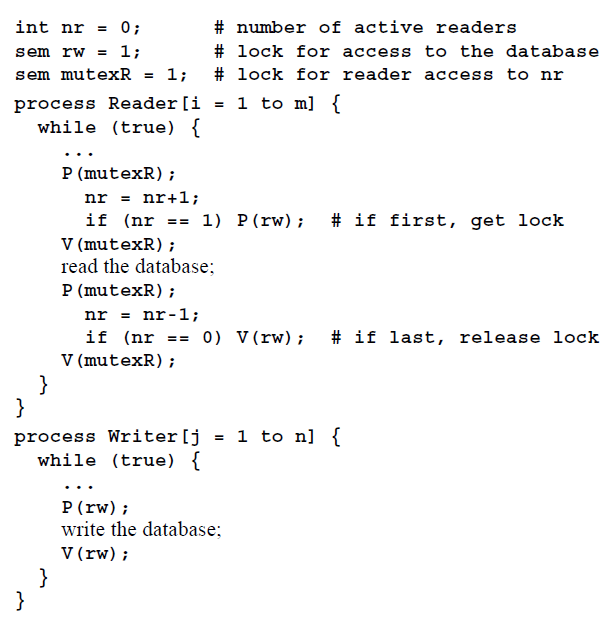 int nr = 0;      # number of active readers
sem rw = 1;      # lock for access to the database
sem mutexR = 1;  # lock for reader access to nr
process Reader[i = 1 to m] {
  while (true) {
    ...
    P(mutexR);
      nr = nr+1;
      if (nr == 1) P(rw);  # if first, get lock
    V(mutexR);
    read the database;
    P(mutexR);
      nr = nr-1;
      if (nr == 0) V(rw);  # if last, release lock
    V(mutexR);
  }
}
process Writer[j = 1 to n] {
  while (true) {
    ...
    P(rw);
    write the database;
    V(rw);
  }
}